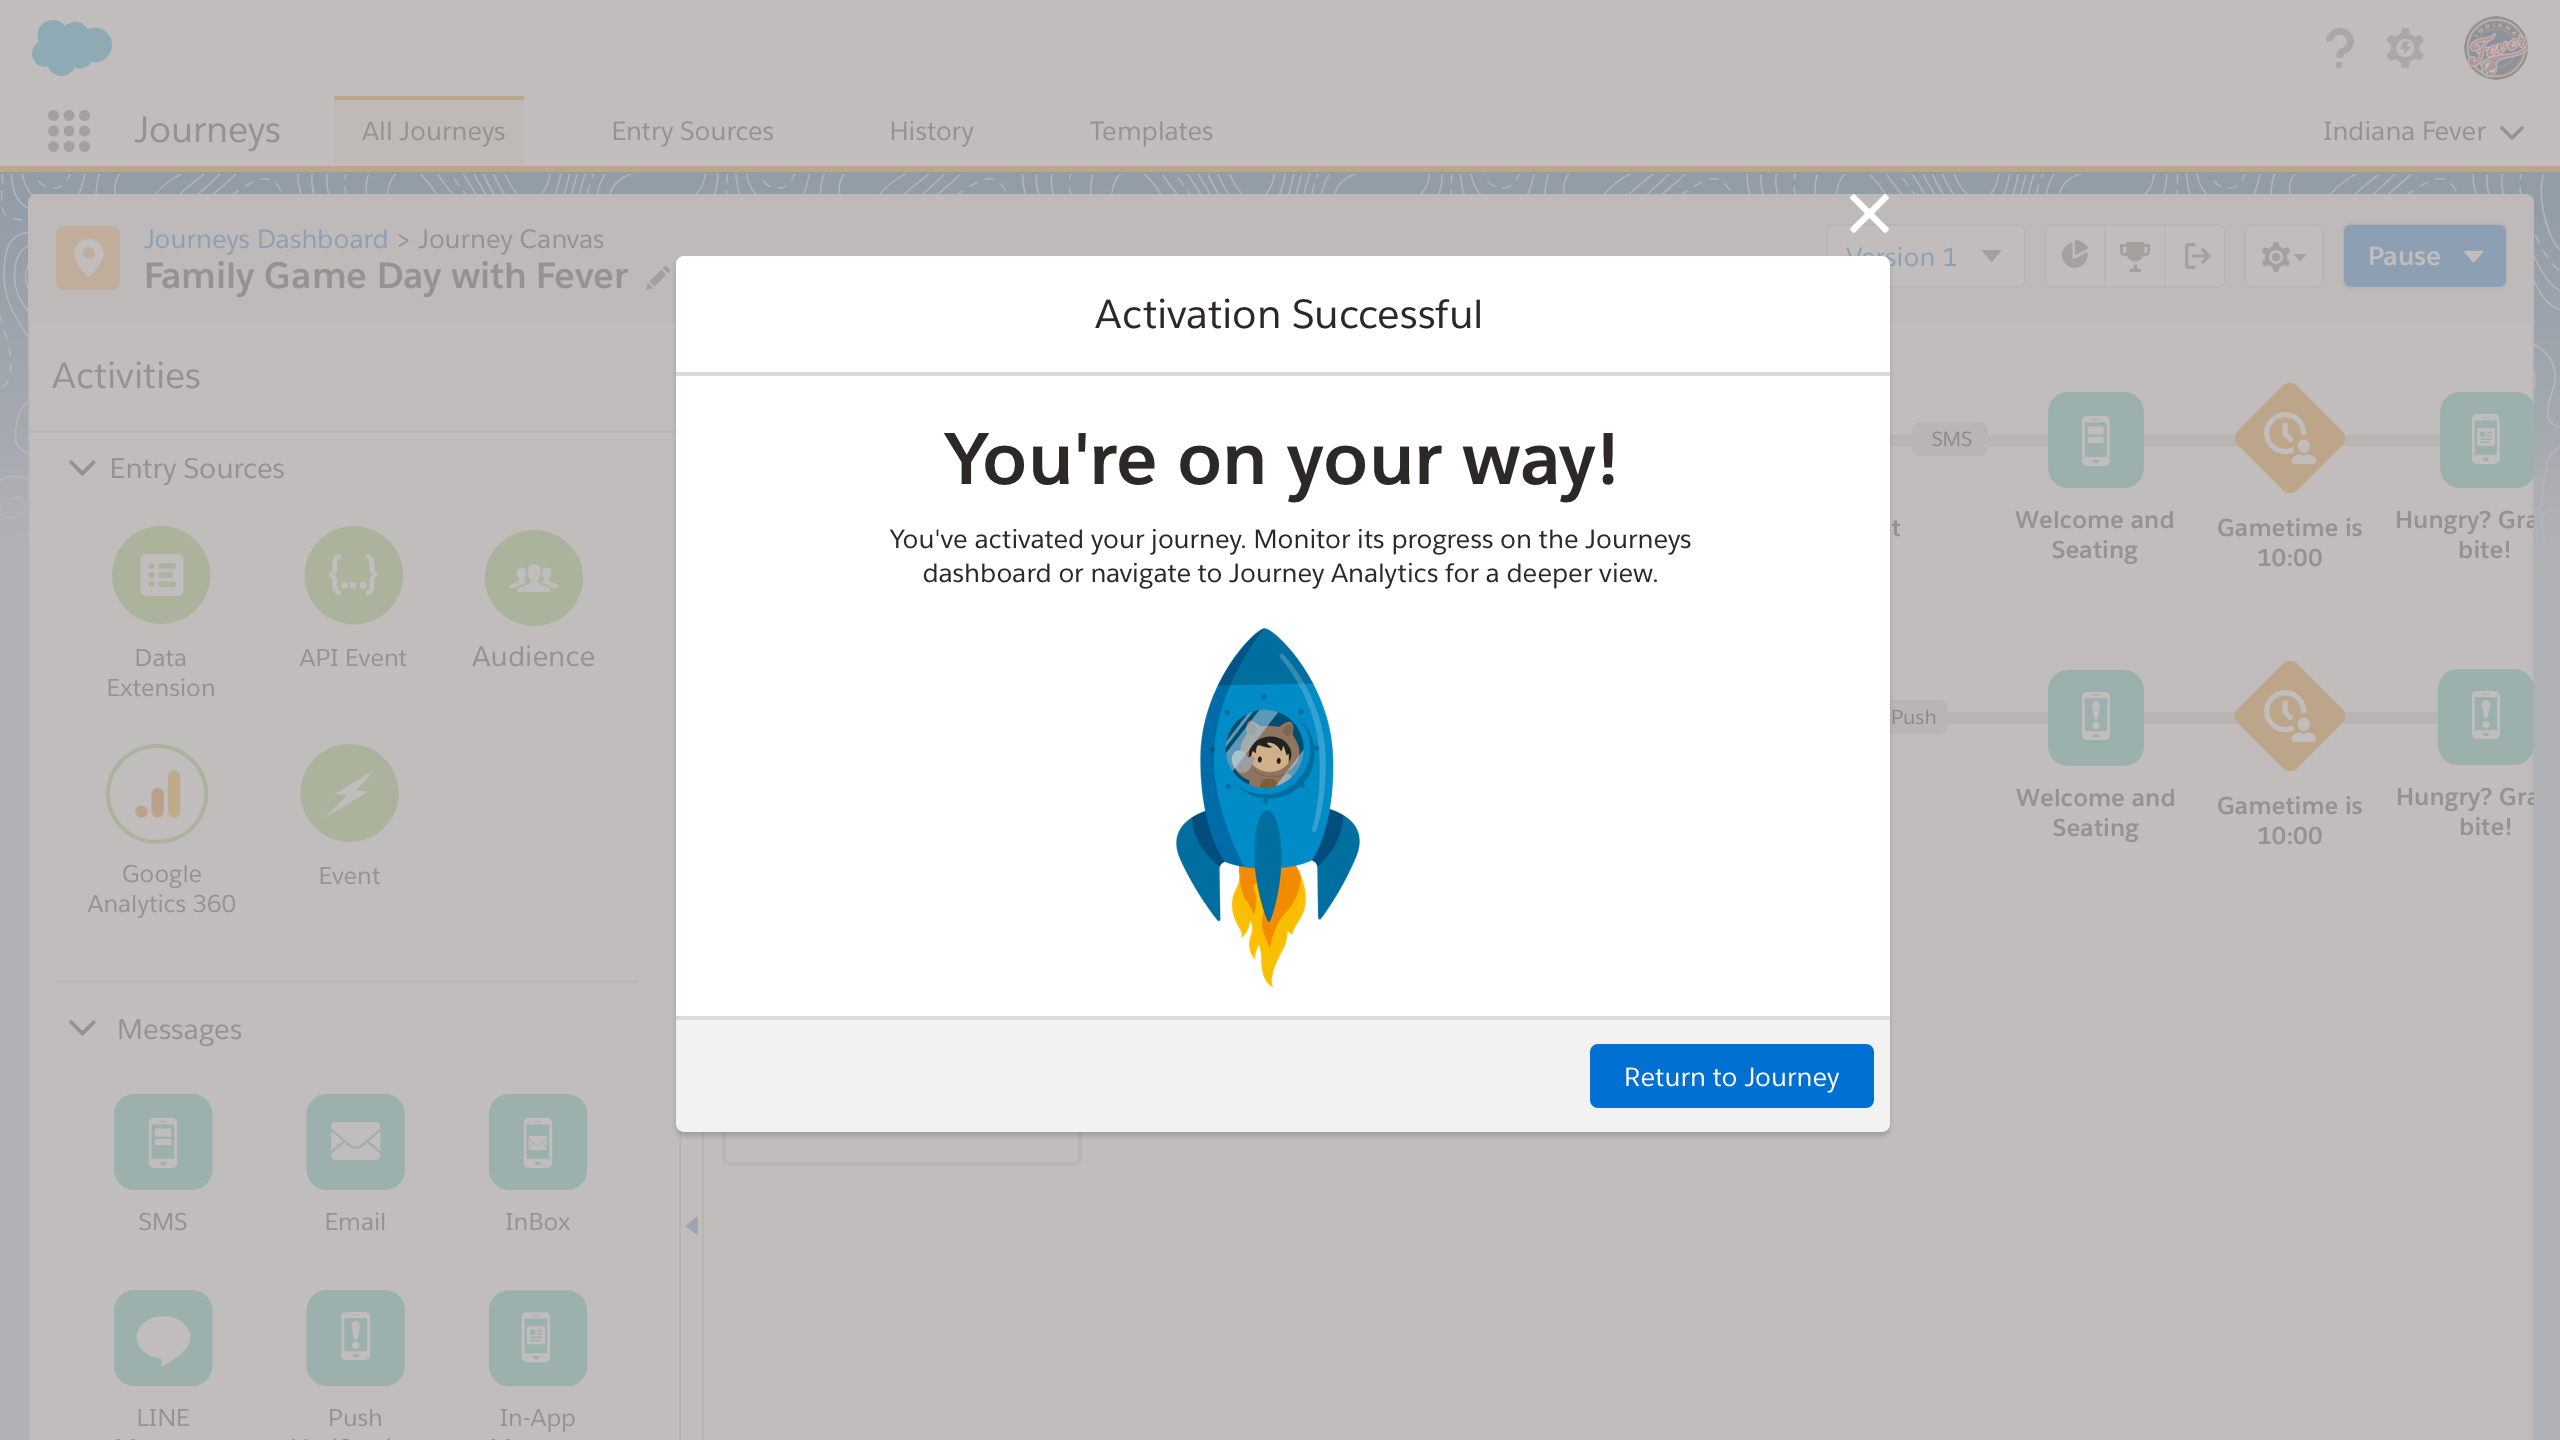 Journeys
All Journeys
Entry Sources
History
Templates
Indiana Fever
Journeys Dashboard > Journey Canvas
Family Game Day with Fever
Version 1
Pause
Activities
Entry Sources
Data
Extension
API Event
Audience
Google
Analytics 360
Event
Messages
SMS
Email
InBox
LINE
Push
In-App
Activation Successful
You're on your way!
You've activated your journey. Monitor its progress on the Journeys
dashboard or navigate to Journey Analytics for a deeper view.
Return to Journey
SMS
Welcome and
Seating
Gametime is
10:00
Hungry? Gra
bite!
Push
Welcome and
Seating
Gametime is
10:00
Hungry? Gra
bite!